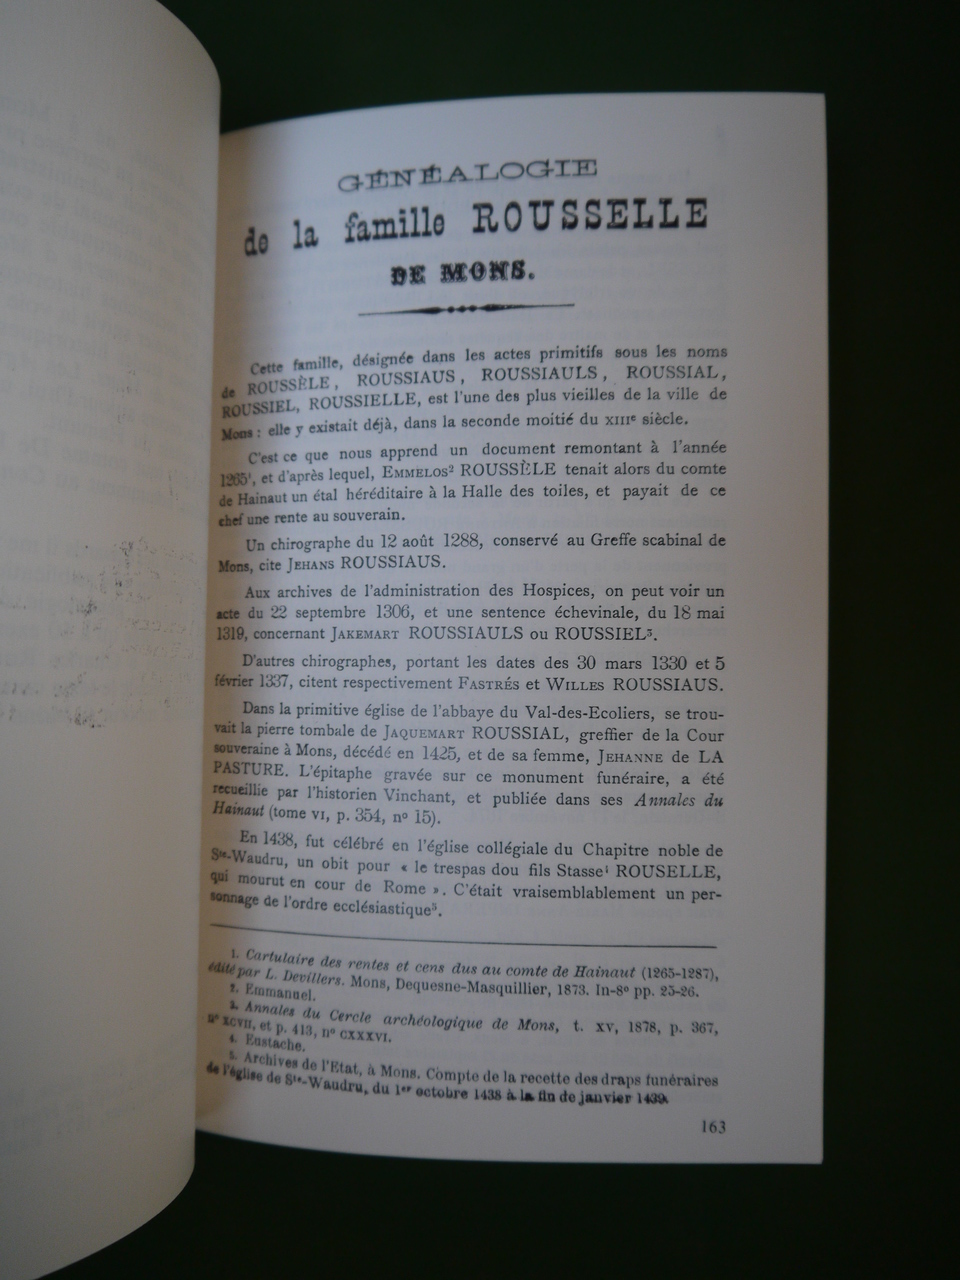 GÉNÉALOGIE
de la famille ROUSSELLE
DE MONS.
Cette famille, désignée dans les actes primitifs sous les noms
de ROUSSÈLE, ROUSSIAUS, ROUSSIAULS, ROUSSIAL,
ROUSSIEL, ROUSSIELLE, est l'une des plus vieilles de la ville de
Mons : elle y existait déjà, dans la seconde moitié du XIIIe siècle.
C'est ce que nous apprend un document remontant à l'année
1265¹, et d'après lequel, EMMELOS² ROUSSÈLE tenait alors du comte
de Hainaut un étal héréditaire à la Halle des toiles, et payait de ce
chef une rente au souverain.
Un chirographe du 12 août 1288, conservé au Greffe scabinal de
Mons, cite JEHANS ROUSSIAUS.
Aux archives de l'administration des Hospices, on peut voir un
acte du 22 septembre 1306, et une sentence échevinale, du 18 mai
1319, concernant JAKEMART ROUSSIAULS ou ROUSSIEL³.
D'autres chirographes, portant les dates des 30 mars 1330 et 5
février 1337, citent respectivement FASTRÉS et WILLES ROUSSIAUS.
Dans la primitive église de l'abbaye du Val-des-Ecoliers, se trou-
vait la pierre tombale de JAQUEMART ROUSSIAL, greffier de la Cour
souveraine à Mons, décédé en 1425, et de sa femme, JEHANNE de LA
PASTURE. L'épitaphe gravée sur ce monument funéraire, a été
recueillie par l'historien Vinchant, et publiée dans ses Annales du
Hainaut (tome VI, p. 354, no 15).
En 1438, fut célébré en l'église collégiale du Chapitre noble de
Ste-Waudru, un obit pour « le trespas dou fils Stasse⁴ ROUSELLE,
qui mourut en cour de Rome ». C'était vraisemblablement un per-
sonnage de l'ordre ecclésiastique⁵.
1. Cartulaire des rentes et cens dus au comte de Hainaut (1265-1287),
édité par L. Devillers. Mons, Dequesne-Masquillier, 1873. In-8o pp. 25-26.
2. Emmanuel.
3. Annales du Cercle archéologique de Mons, t. XV, 1878, p. 367,
no XCVII, et p. 413, no CXXXVI.
4. Eustache.
5. Archives de l'Etat, à Mons. Compte de la recette des draps funéraires
de l'église de Ste-Waudru, du 1er octobre 1438 à la fin de janvier 1439.
163